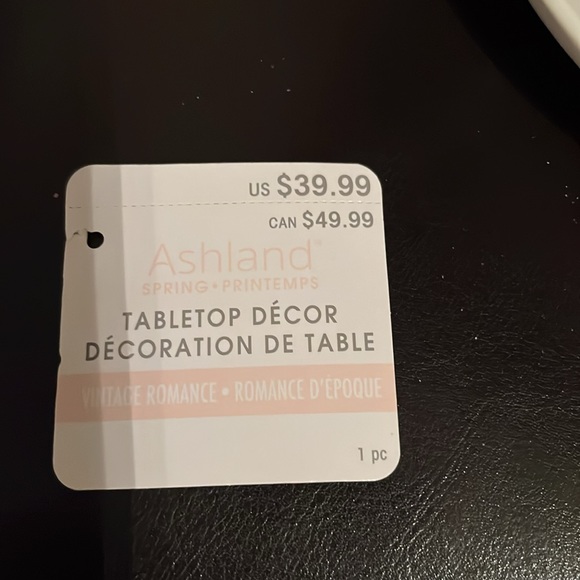 US $39.99
CAN $49.99
Ashland™
SPRING • PRINTEMPS
TABLETOP DÉCOR
DÉCORATION DE TABLE
VINTAGE ROMANCE • ROMANCE D'ÉPOQUE
1 pc